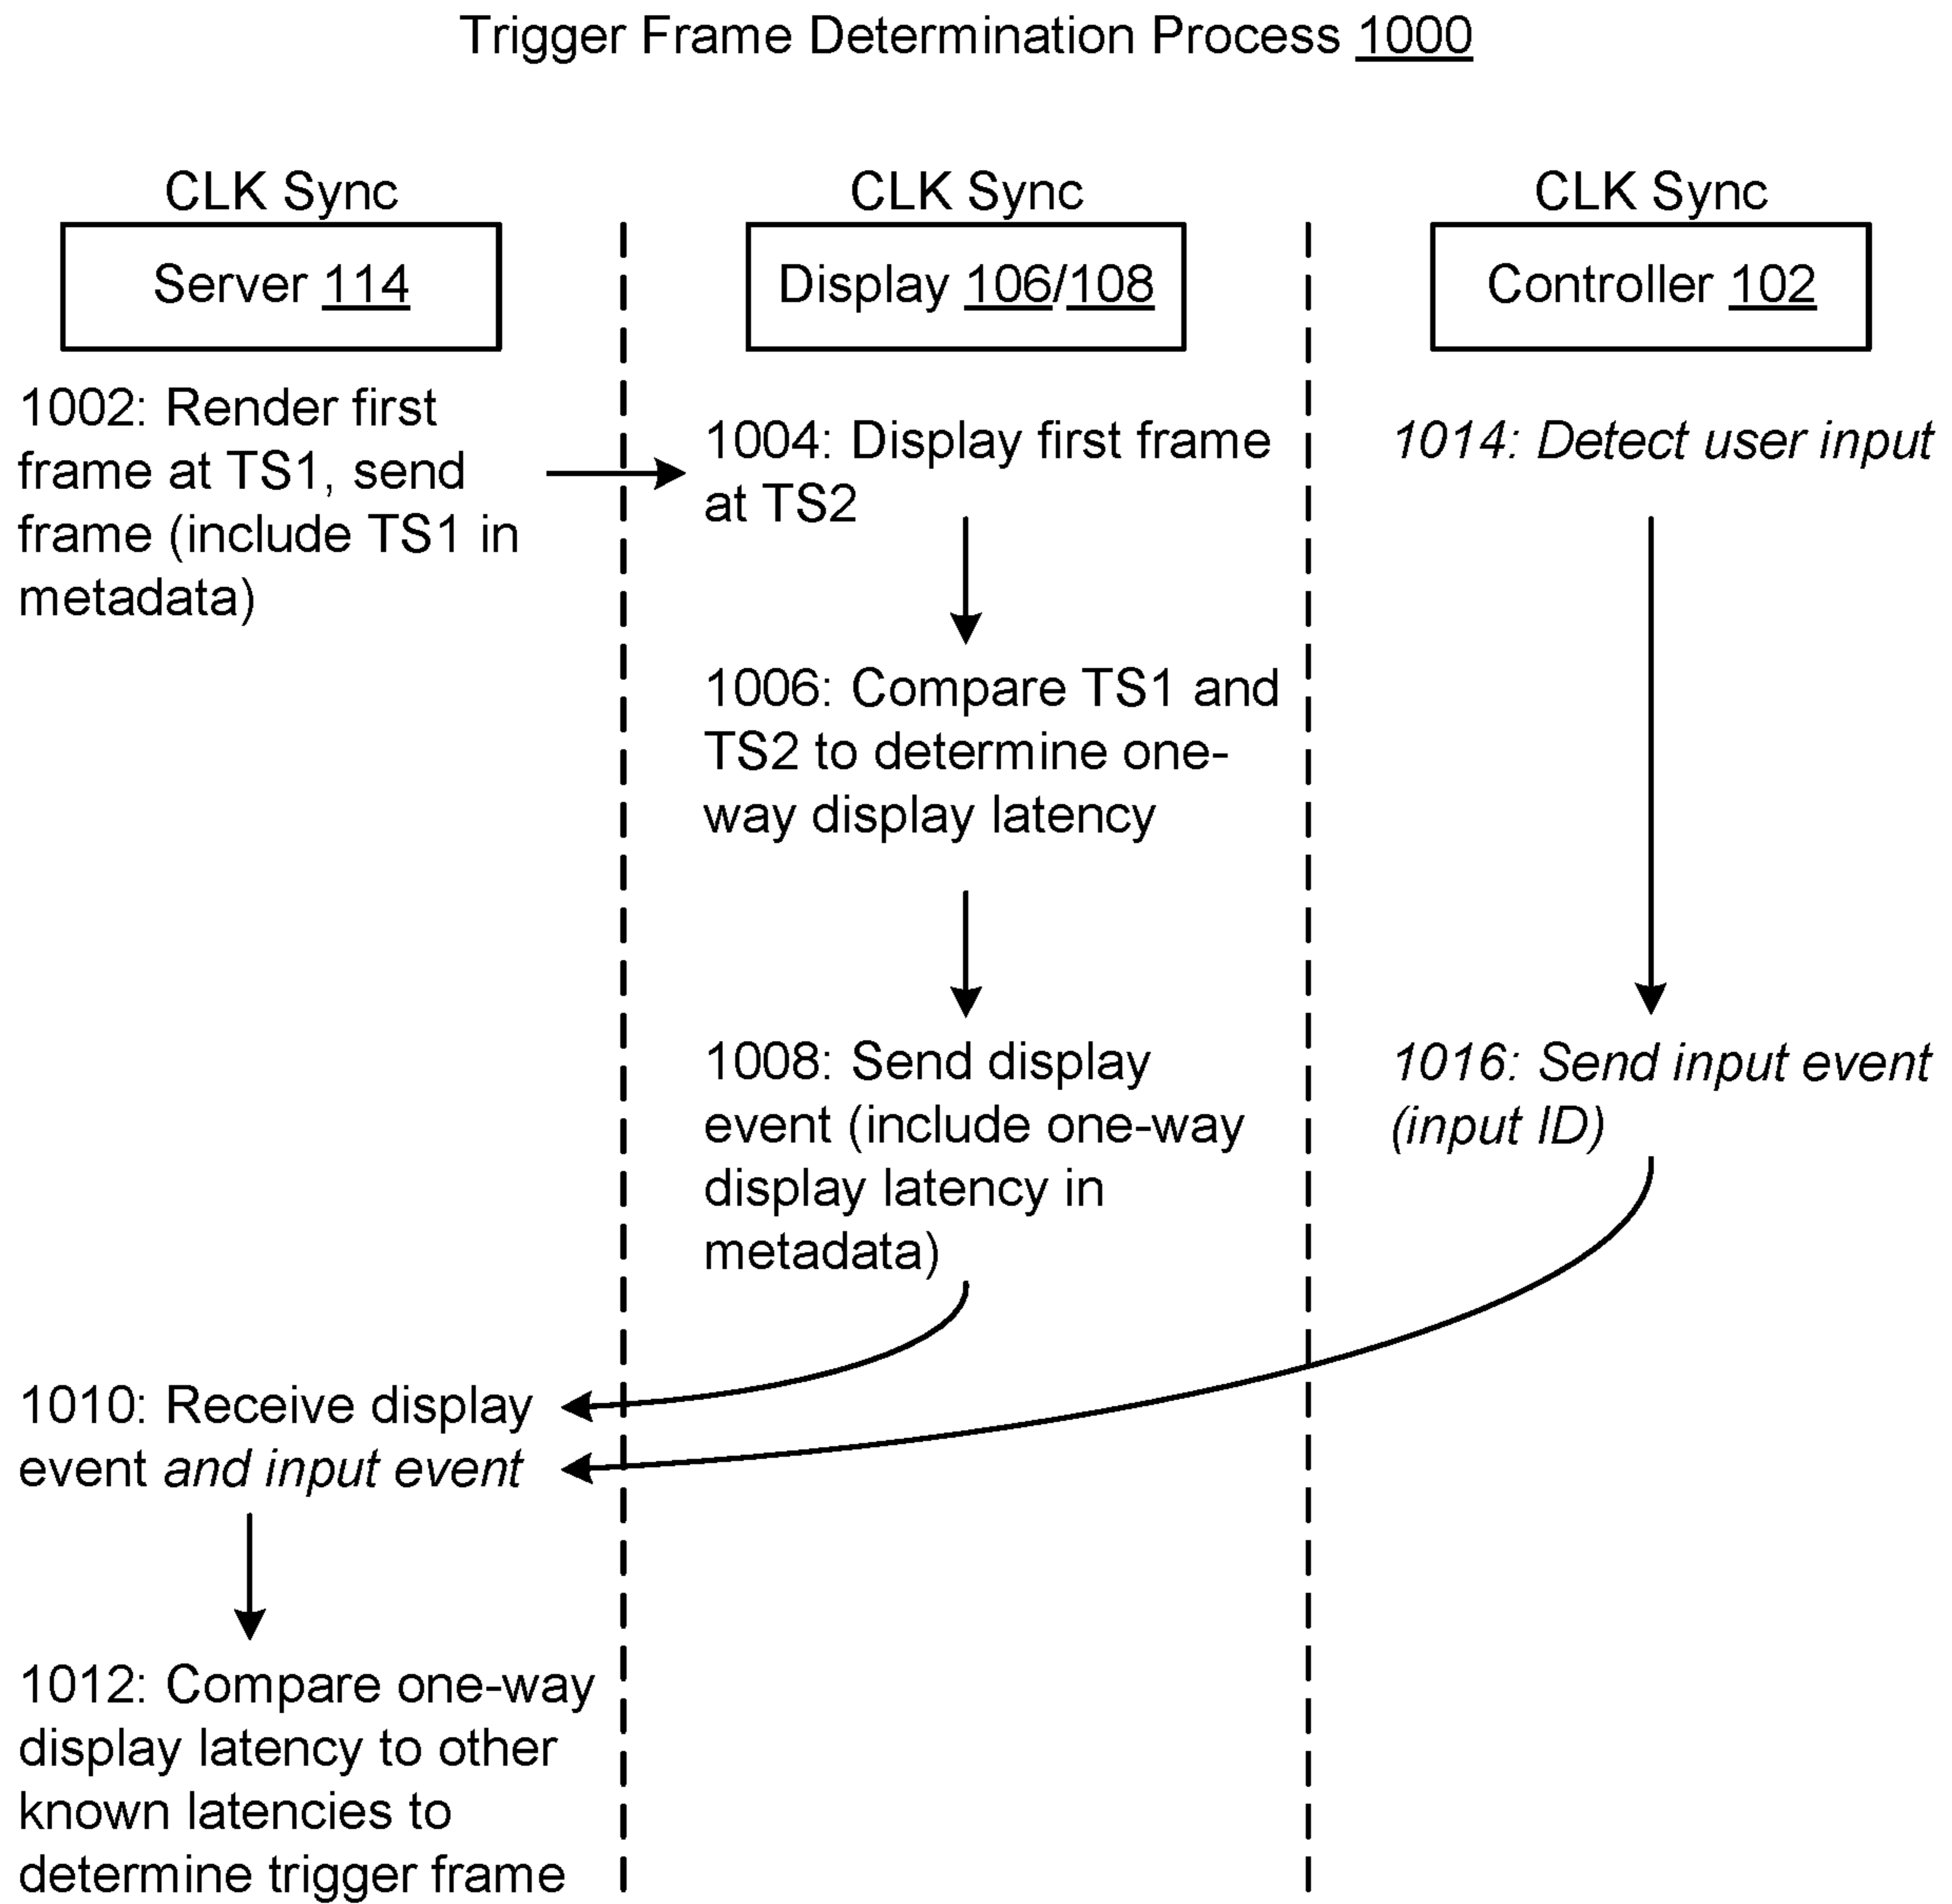 Trigger Frame Determination Process 1000
CLK Sync
Server 114
1002: Render first
frame at TS1, send
frame (include TS1 in
metadata)
CLK Sync
Display 106/108
1004: Display first frame
at TS2
1006: Compare TS1 and
TS2 to determine one-
way display latency
1008: Send display
event (include one-way
display latency in
metadata)
CLK Sync
Controller 102
1014: Detect user input
1016: Send input event
(input ID)
1010: Receive display
event and input event
1012: Compare one-way
display latency to other
known latencies to
determine trigger frame